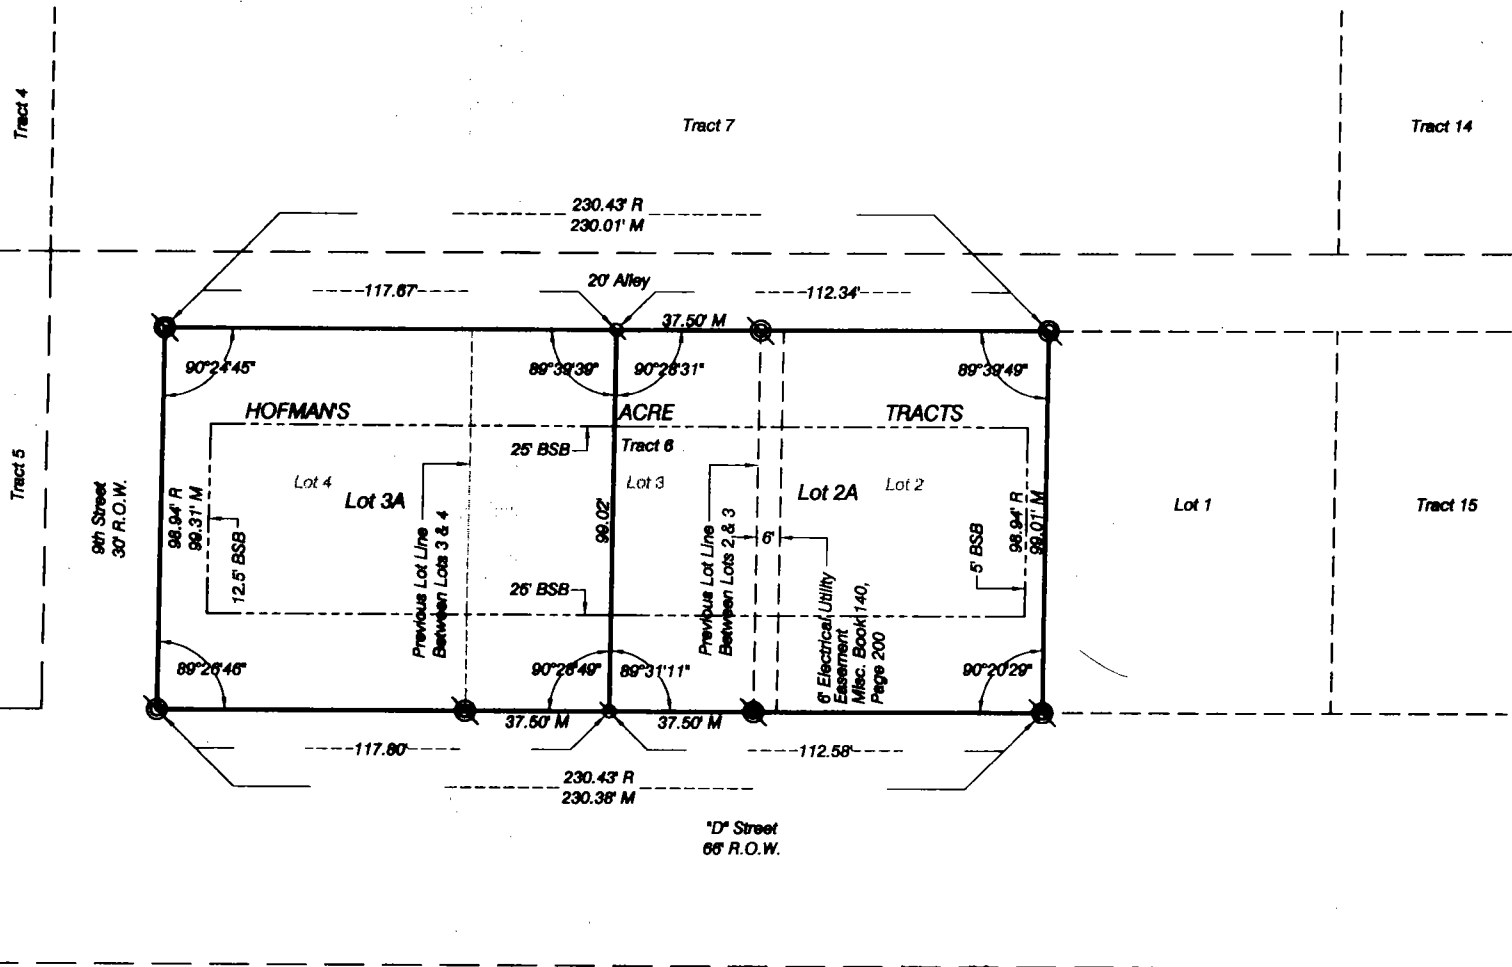 Tract 4
Tract 7
Tract 14
230.43' R
230.01' M
20' Alley
117.67'
112.34'
37.50' M
90°24'45"
89°39'39"
90°28'31"
89°39'49"
HOFMAN'S
ACRE
TRACTS
25' BSB
Tract 6
Tract 5
9th Street
30' R.O.W.
98.94' R
99.31' M
12.5' BSB
Lot 4
Lot 3A
Previous Lot Line
Between Lots 3 & 4
99.02'
Lot 3
Previous Lot Line
Between Lots 2 & 3
6'
Lot 2A
Lot 2
6' Electrical Utility
Easement
Misc. Book 140,
Page 200
5' BSB
98.94' R
99.01' M
Lot 1
Tract 15
25' BSB
89°26'46"
90°28'49"
89°31'11"
90°20'29"
37.50' M
37.50' M
117.80'
112.58'
230.43' R
230.38' M
"D" Street
66' R.O.W.